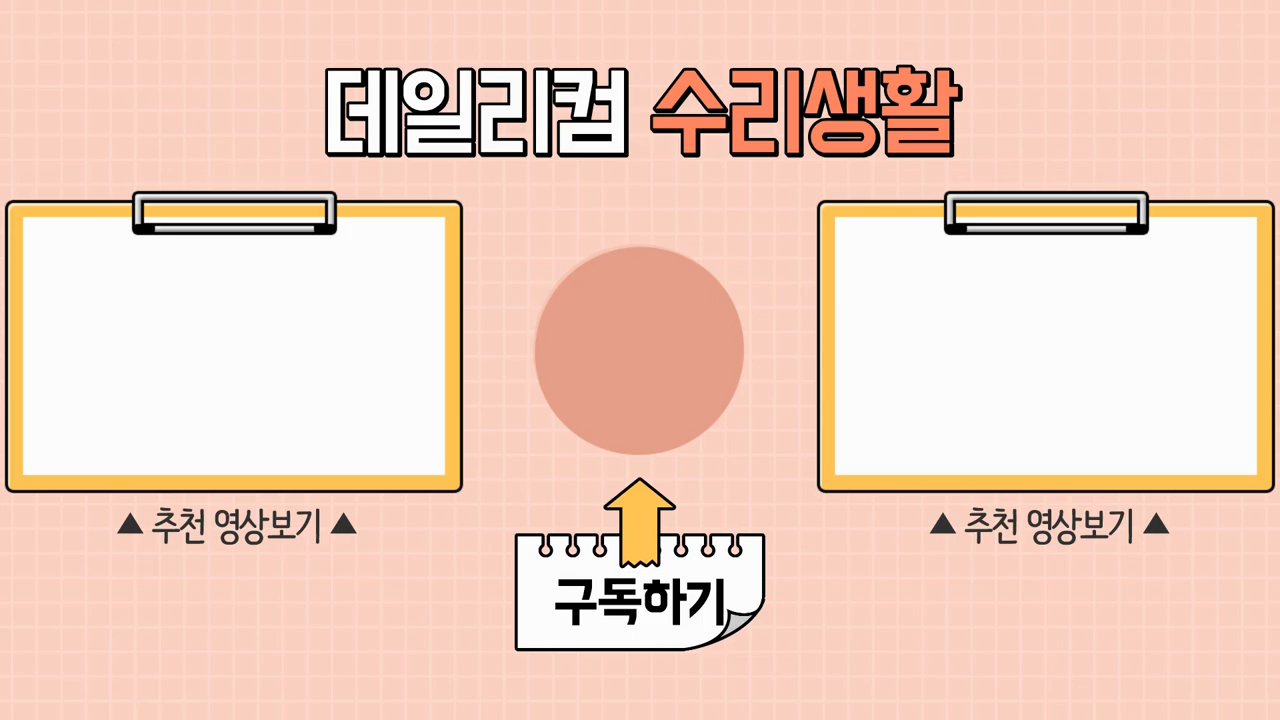 데일리컴 수리생활
▲ 추천 영상보기 ▲
▲ 추천 영상보기 ▲
구독하기